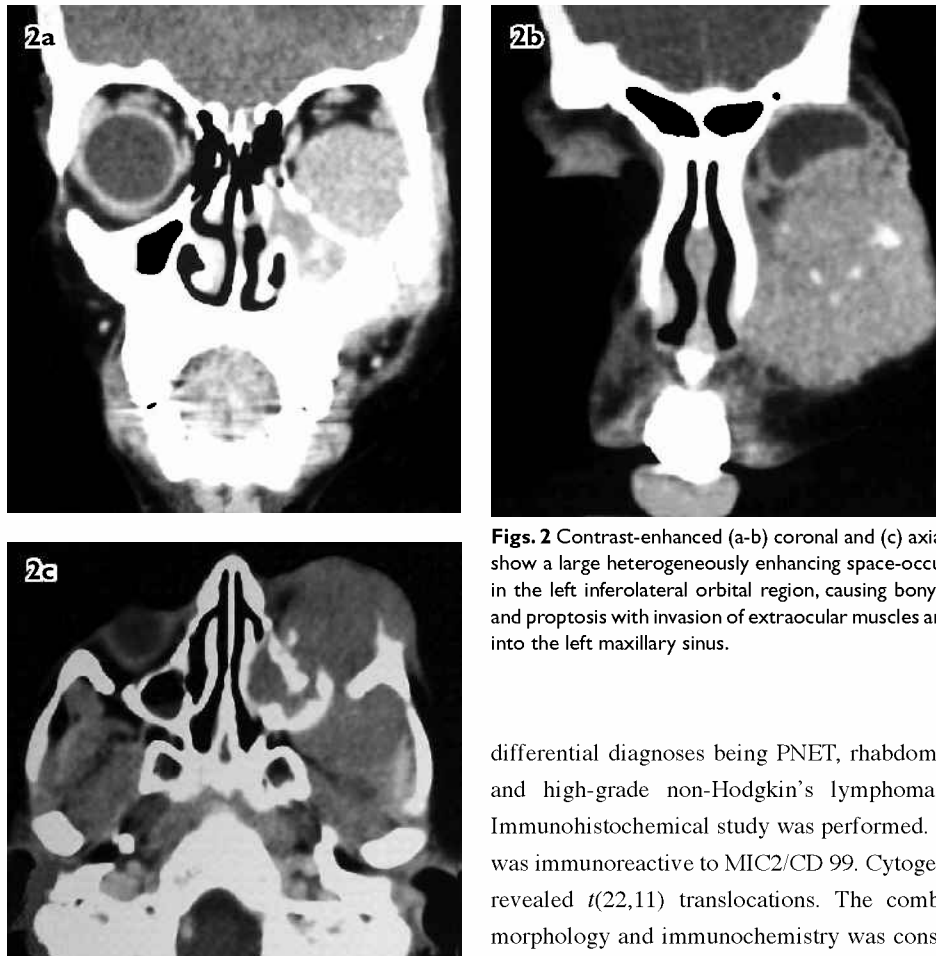 2a
2b
2c
Figs. 2 Contrast-enhanced (a-b) coronal and (c) axia
show a large heterogeneously enhancing space-occu
in the left inferolateral orbital region, causing bony
and proptosis with invasion of extraocular muscles ar
into the left maxillary sinus.
differential diagnoses being PNET, rhabdom
and high-grade non-Hodgkin's lymphoma
Immunohistochemical study was performed.
was immunoreactive to MIC2/CD 99. Cytoge
revealed t(22,11) translocations. The comb
morphology and immunochemistry was cons